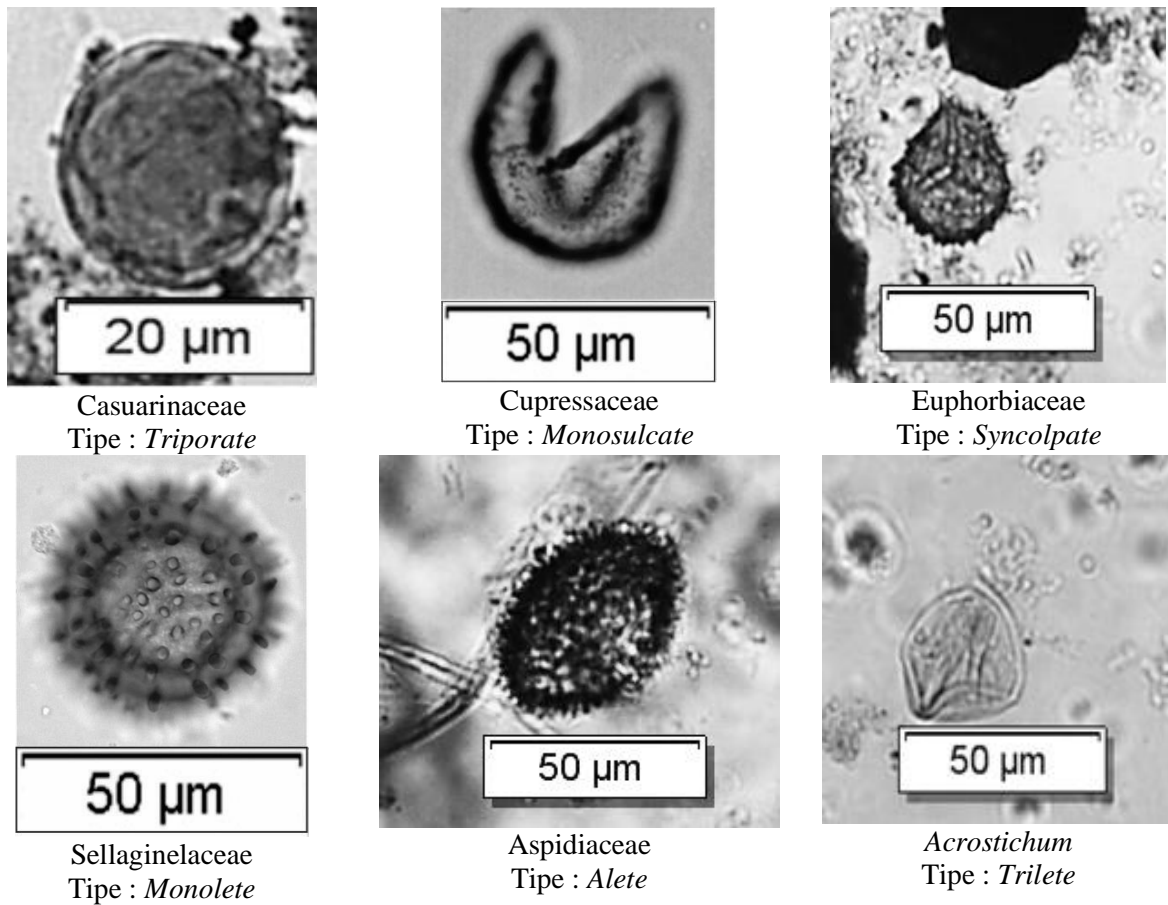 20 µm
Casuarinaceae
Tipe : Triporate
50 µm
Cupressaceae
Tipe : Monosulcate
50 µm
Euphorbiaceae
Tipe : Syncolpate
50 µm
Sellaginelaceae
Tipe : Monolete
50 µm
Aspidiaceae
Tipe : Alete
50 µm
Acrostichum
Tipe : Trilete